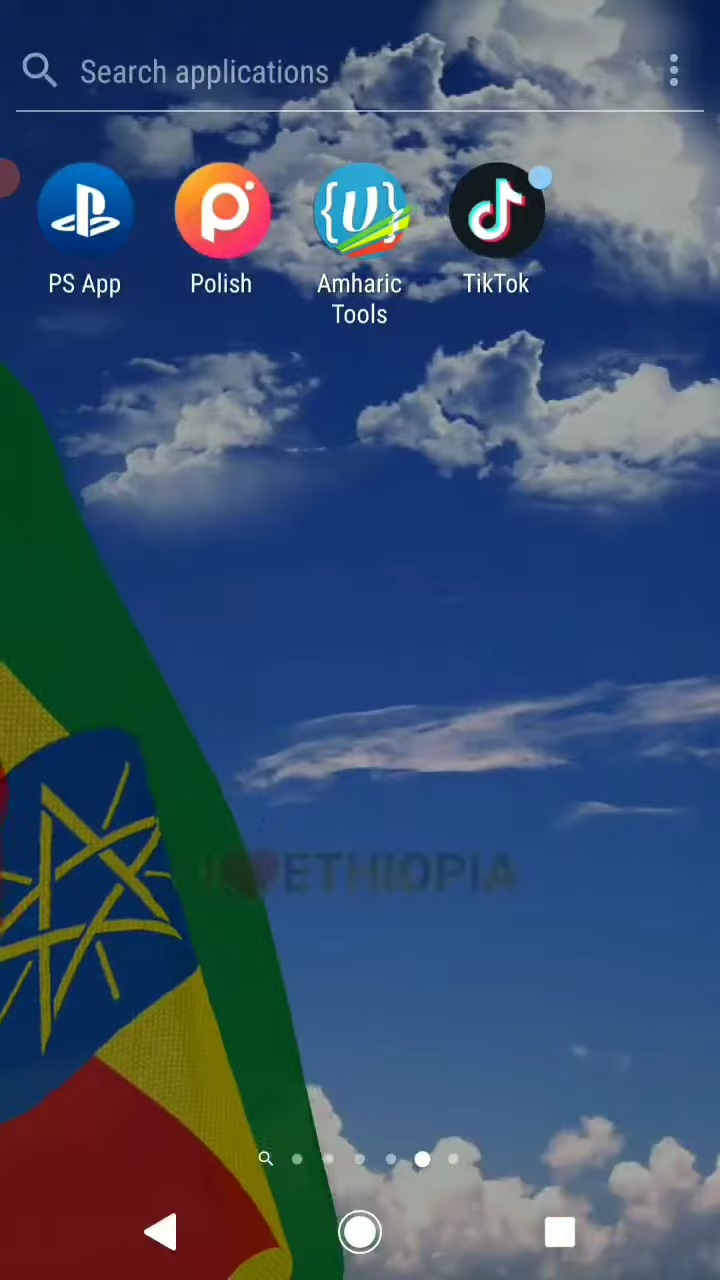 Search applications
PS App
Polish
Amharic
Tools
TikTok
I ❤ ETHIOPIA